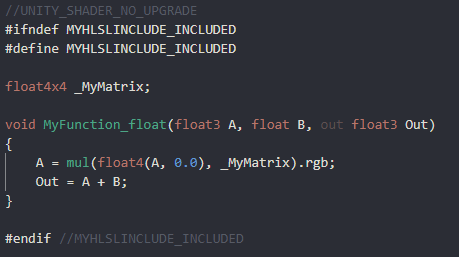 //UNITY_SHADER_NO_UPGRADE
#ifndef MYHLSLINCLUDE_INCLUDED
#define MYHLSLINCLUDE_INCLUDED
float4x4 _MyMatrix;
void MyFunction_float(float3 A, float B, out float3 Out)
{
A = mul(float4(A, 0.0), _MyMatrix).rgb;
Out = A + B;
}
#endif //MYHLSLINCLUDE_INCLUDED